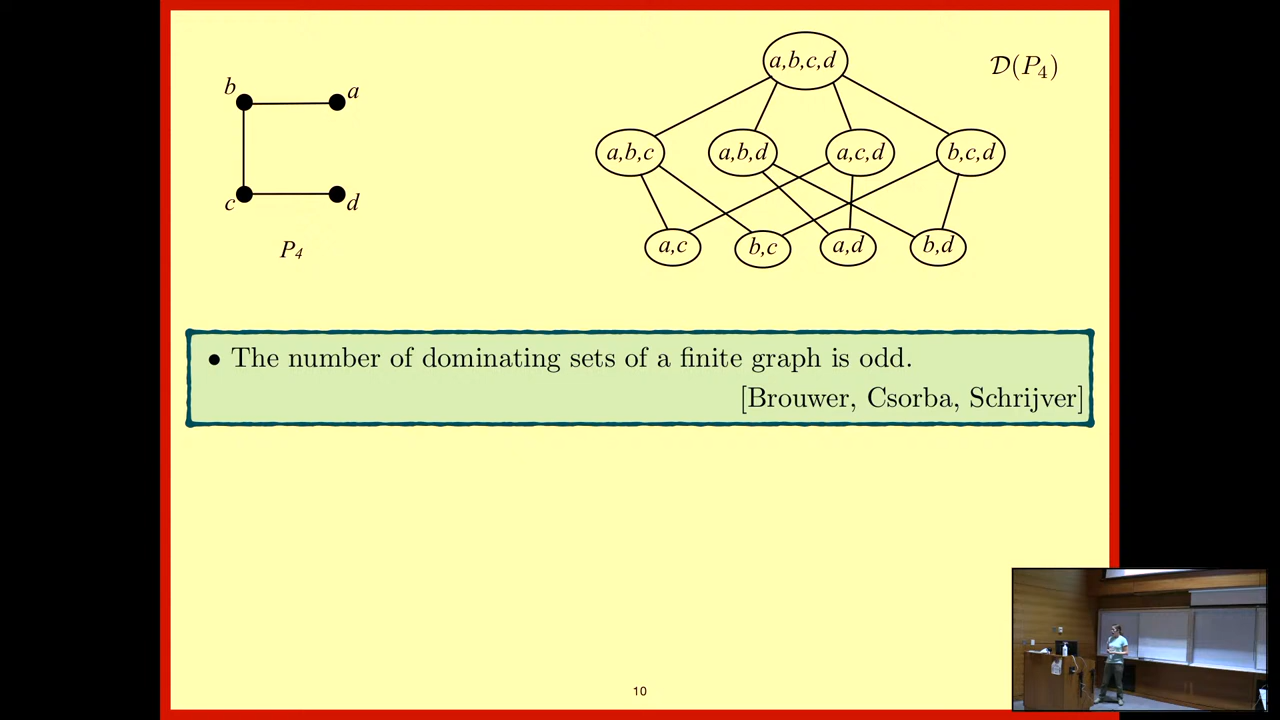 b
a
c
d
P₄
a,b,c,d
𝒟(P₄)
a,b,c a,b,d a,c,d b,c,d
a,c b,c a,d b,d
• The number of dominating sets of a finite graph is odd.
[Brouwer, Csorba, Schrijver]
10